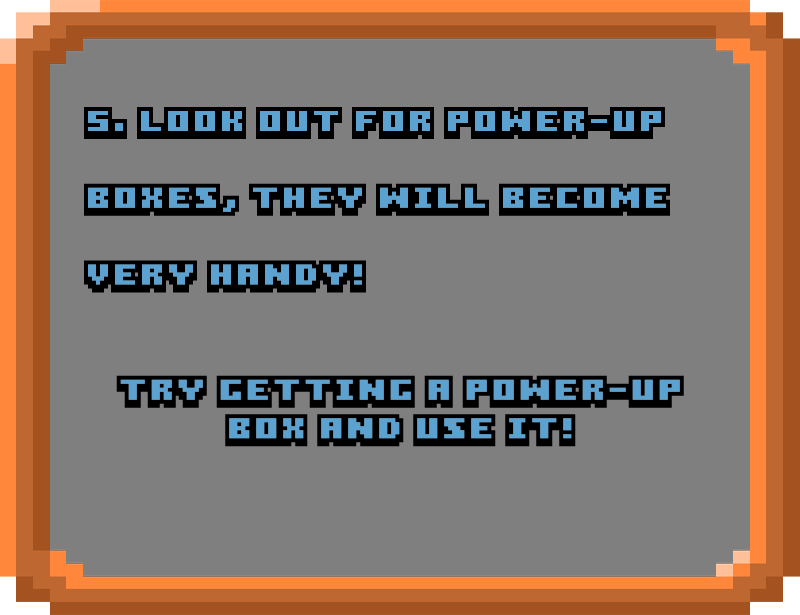 5. LOOK OUT FOR POWER-UP
BOXES, THEY WILL BECOME
VERY HANDY!
TRY GETTING A POWER-UP
BOX AND USE IT!